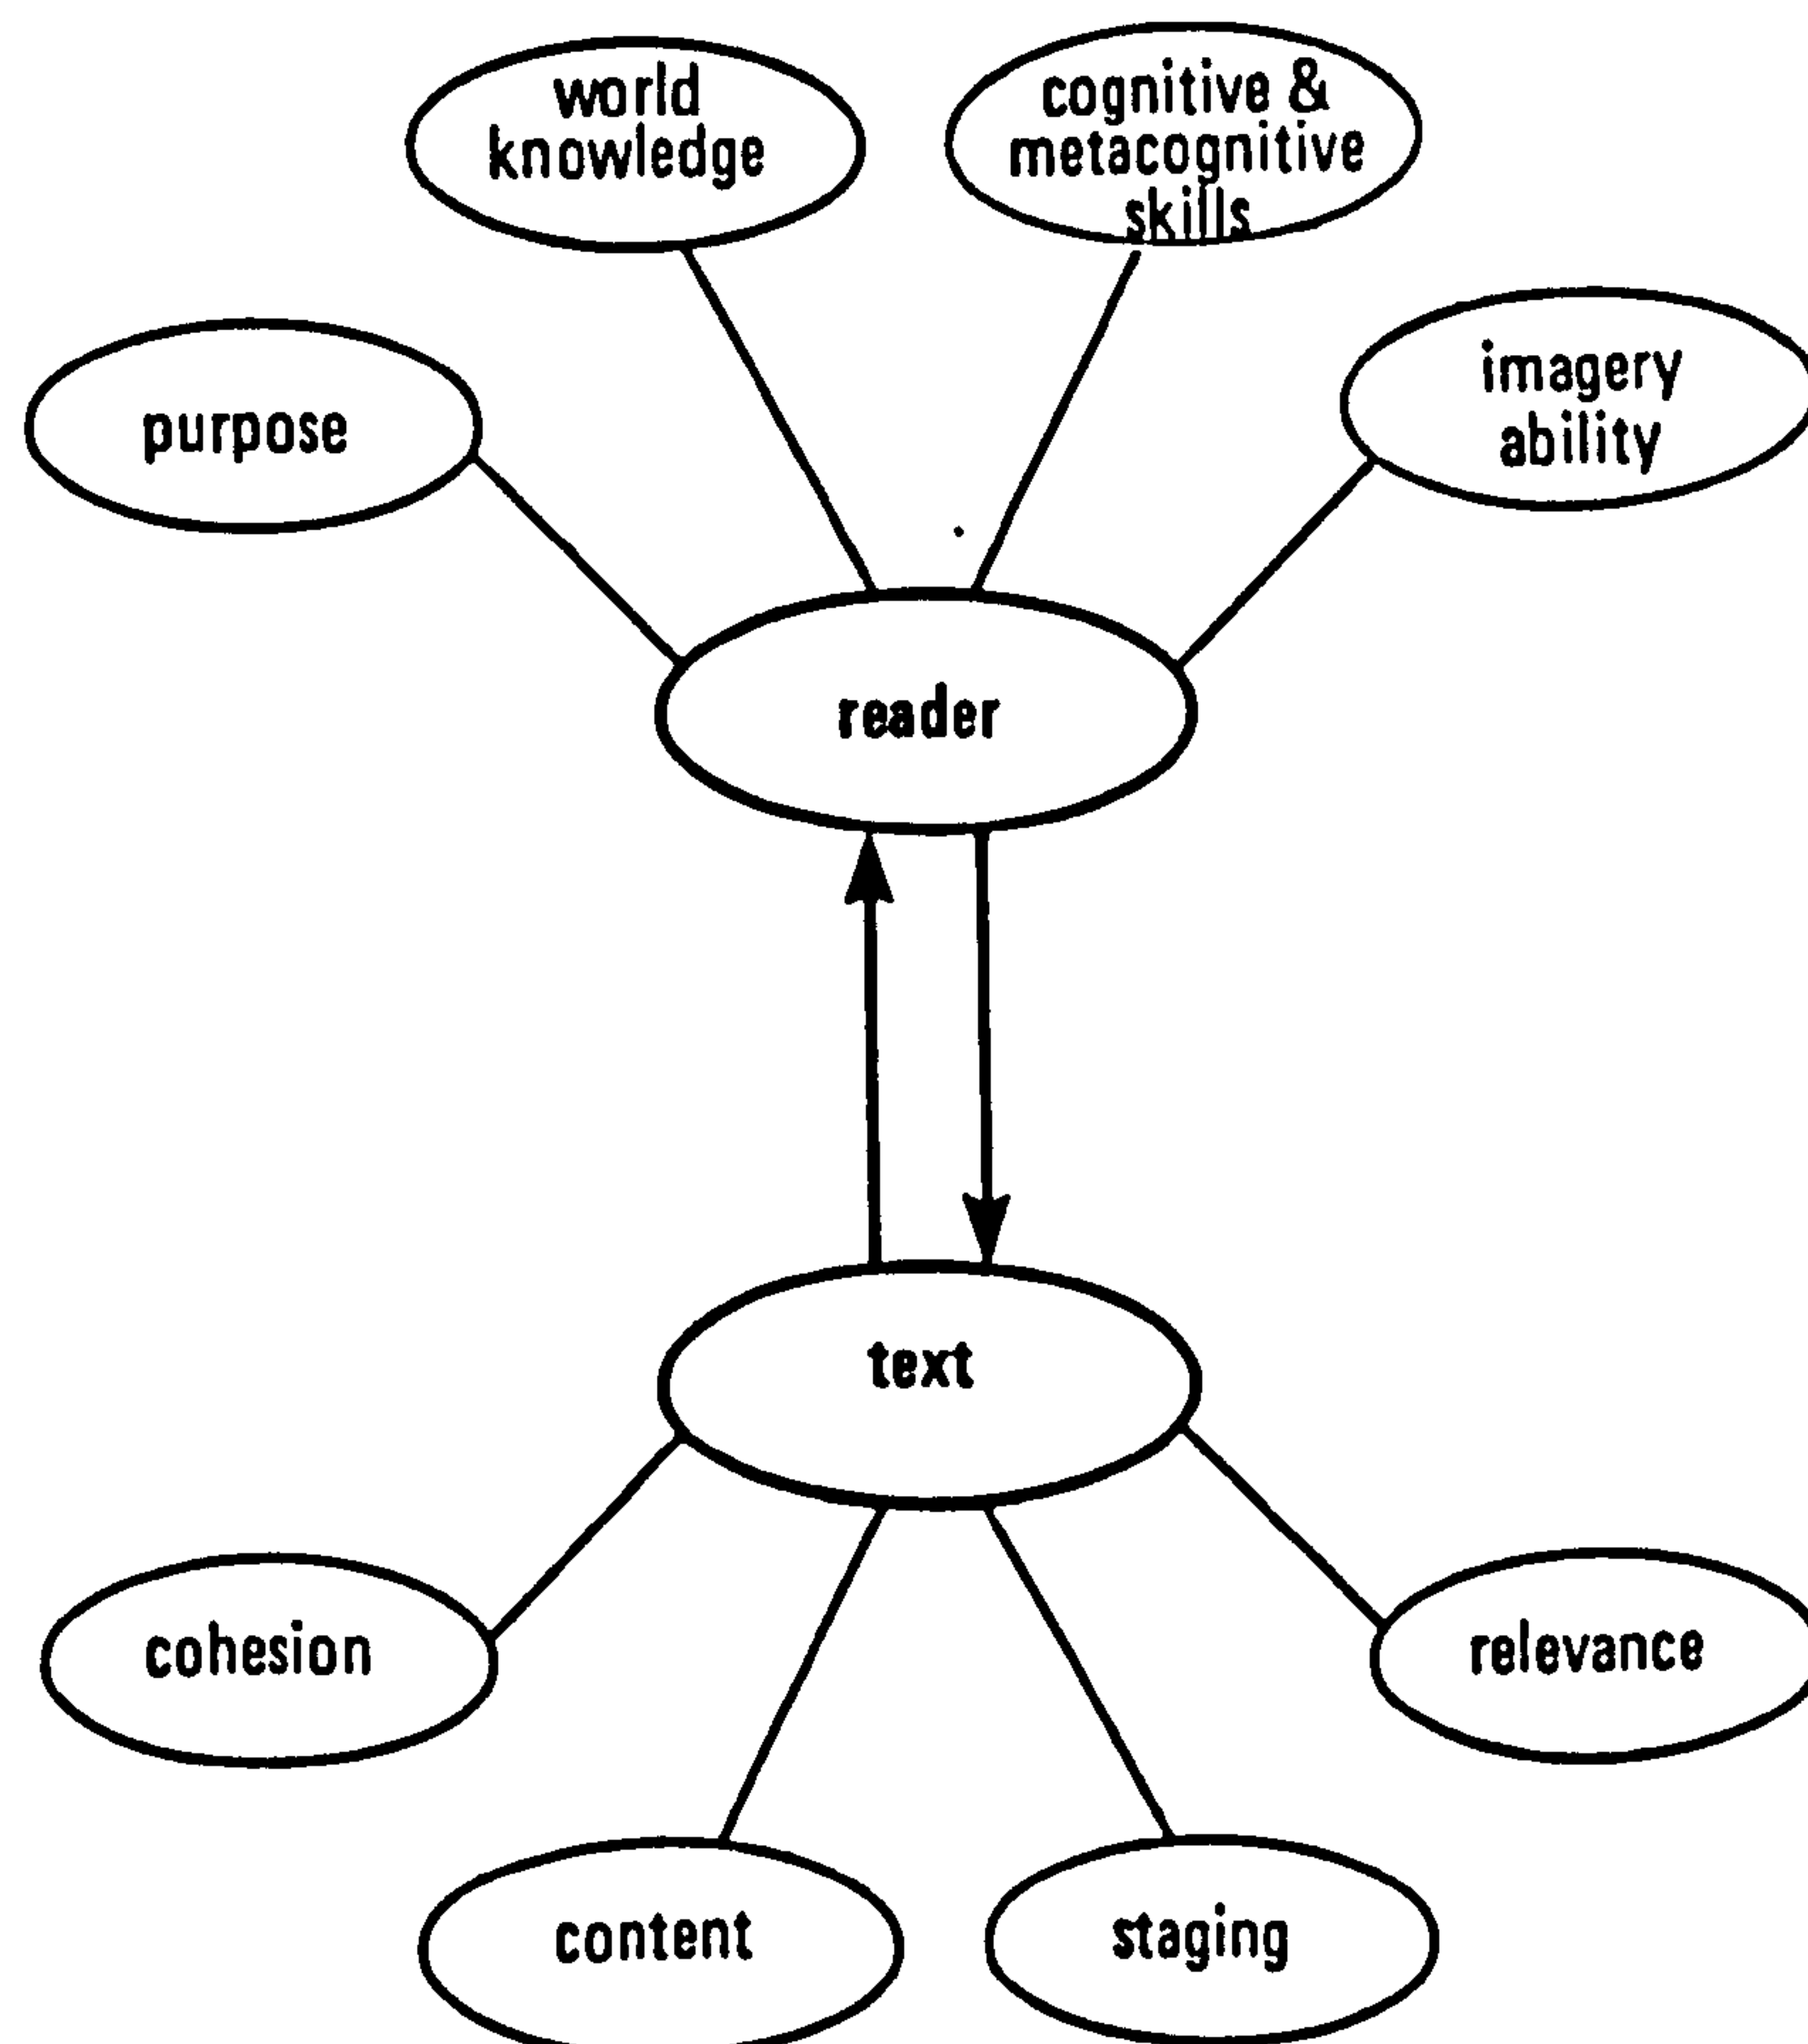 world
knowledge
cognitive &
metacognitive
skills
purpose
imagery
ability
reader
text
cohesion
relevance
content
staging